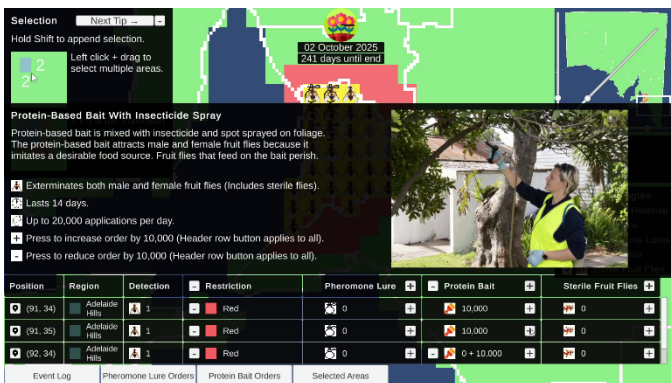 Selection
Next Tip →
-
Hold Shift to append selection.
2
2
Left click + drag to
select multiple areas.
02 October 2025
241 days until end
Protein-Based Bait With Insecticide Spray
Protein-based bait is mixed with insecticide and spot sprayed on foliage.
The protein-based bait attracts male and female fruit flies because it
imitates a desirable food source. Fruit flies that feed on the bait perish.
Exterminates both male and female fruit flies (Includes sterile flies).
Lasts 14 days.
Up to 20,000 applications per day.
+ Press to increase order by 10,000 (Header row button applies to all).
- Press to reduce order by 10,000 (Header row button applies to all).
Position Region Detection - Restriction Pheromone Lure + - Protein Bait + Sterile Fruit Flies +
(91, 34) Adelaide Hills 1 - Red 0 + 10,000 + 0 +
(91, 35) Adelaide Hills 1 - Red 0 + 10,000 + 0 +
(92, 34) Adelaide Hills 1 - Red 0 + - 0 + 10,000 + 0 +
Event Log Pheromone Lure Orders Protein Bait Orders Selected Areas